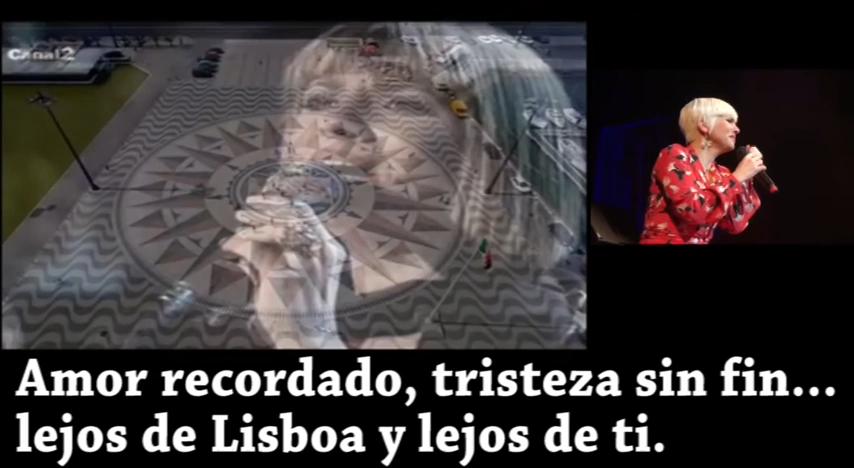 Canal2
Amor recordado, tristeza sin fin...
lejos de Lisboa y lejos de ti.